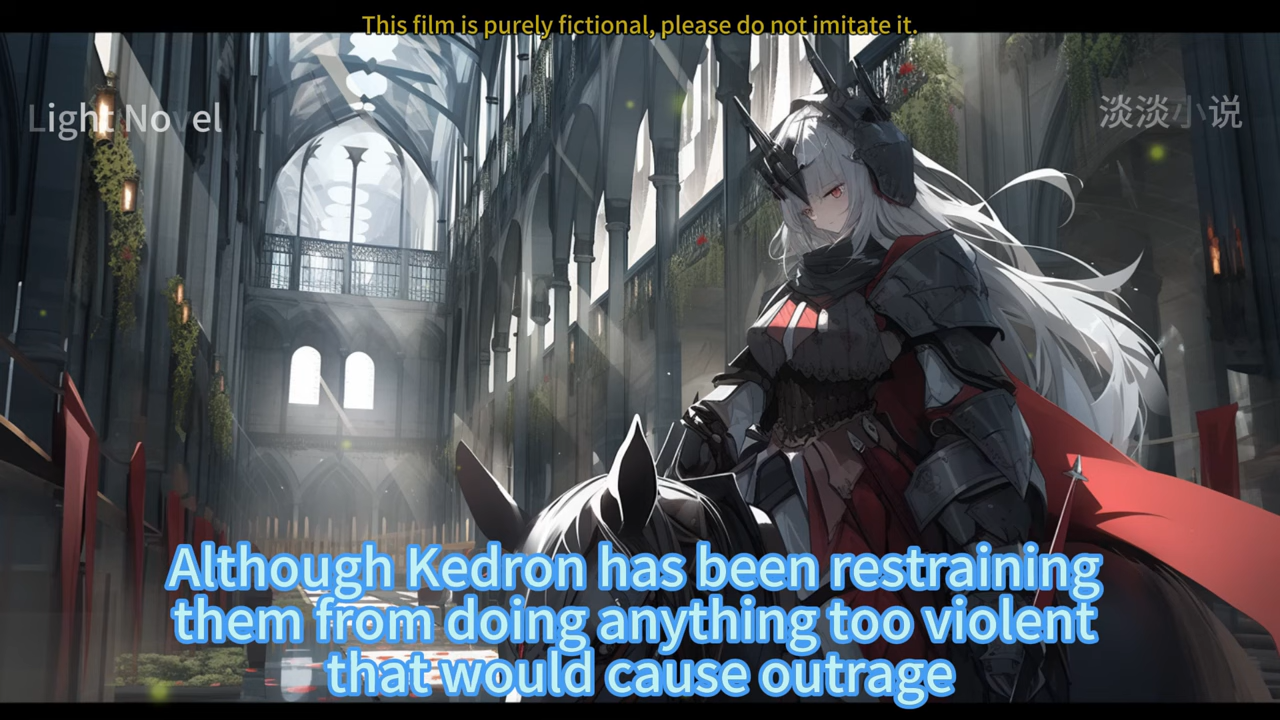 This film is purely fictional, please do not imitate it.
Light Novel
淡淡小说
Although Kedron has been restraining
them from doing anything too violent
that would cause outrage